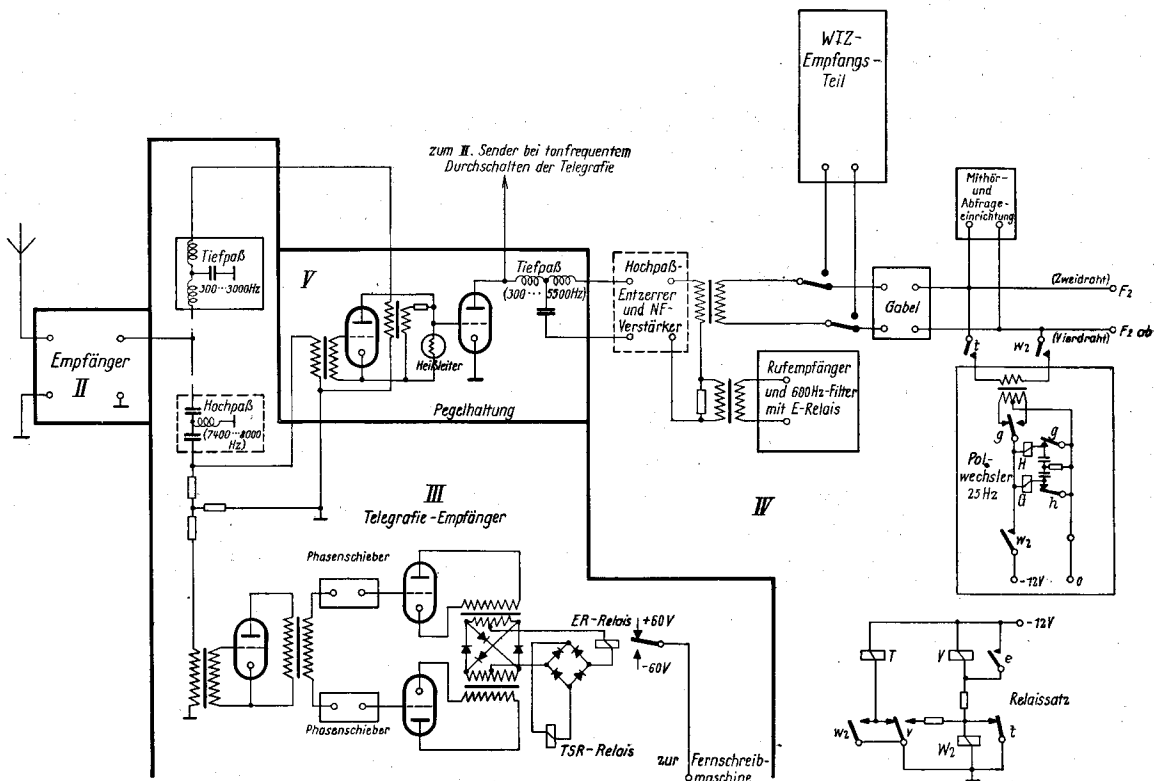 WTZ-
Empfangs-
Teil
zum II. Sender bei tonfrequentem
Durchschalten der Telegrafie
Mithör-
und
Abfrage-
einrichtung
Tiefpaß
300...3000Hz
V
Tiefpaß
(300... 5500Hz)
Hochpaß-
Entzerrer
und NF-
Verstärker
Gabel
(Zweidraht)
F2
(Vierdraht)
F2 ab
t
w2
Empfänger
II
Heißleiter
Pegelhaltung
Rufempfänger
und 600Hz-Filter
mit E-Relais
Hochpaß
(7400...8000
Hz)
g
g
H
Pol-
wechsler
25Hz
G
h
w2
-12V
0
III
Telegrafie-Empfänger
IV
Phasenschieber
ER-Relais
+60V
-60V
Phasenschieber
TSR-Relais
zur Fernschreib-
maschine
-12V
T
V
e
Relaissatz
w2
v
W2
t